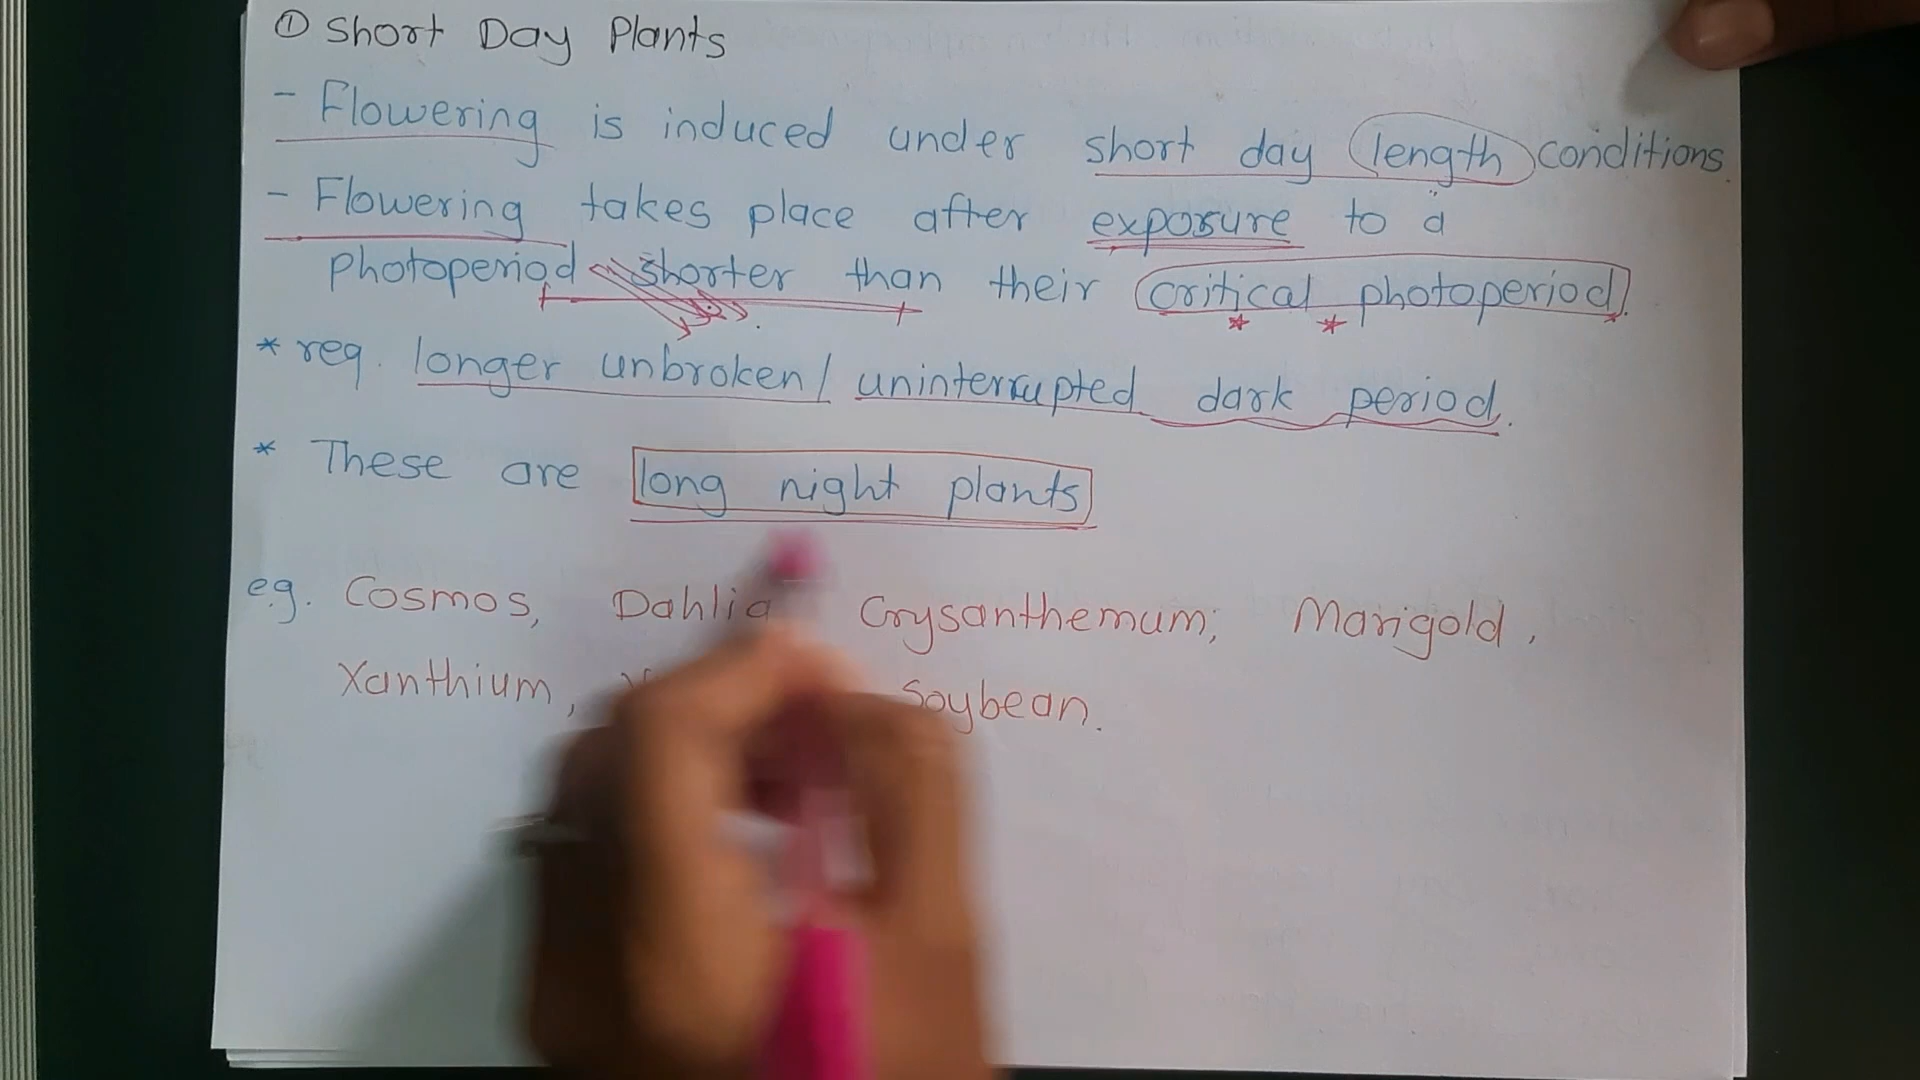 ① Short Day Plants
- Flowering is induced under short day length conditions.
- Flowering takes place after exposure to a
photoperiod shorter than their critical photoperiod.
* req. longer unbroken / uninterrupted dark period.
* These are long night plants
e.g. Cosmos, Dahlia Crysanthemum, Marigold,
Xanthium, Soybean.